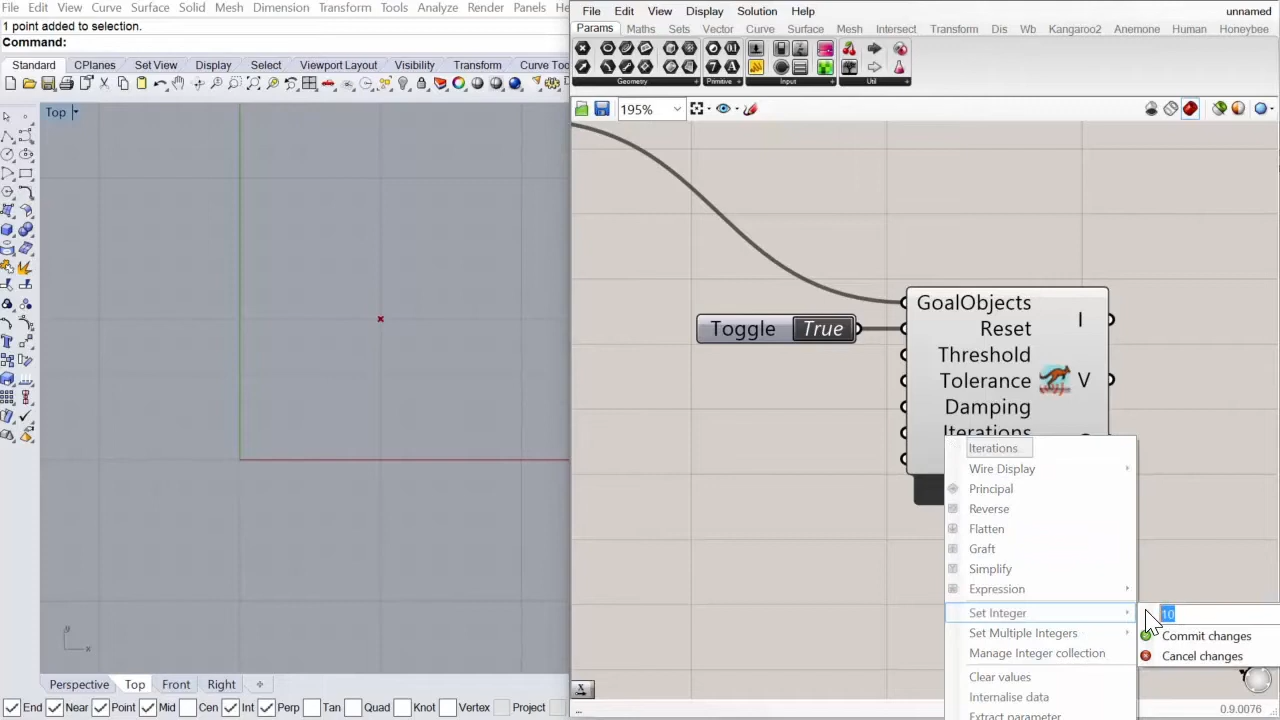 File Edit View Curve Surface Solid Mesh Dimension Transform Tools Analyze Render Panels
1 point added to selection.
Command:
Standard CPlanes Set View Display Select Viewport Layout Visibility Transform Curve Too
Top
Perspective Top Front Right
End Near Point Mid Cen Int Perp Tan Quad Knot Vertex Project
y
x
File Edit View Display Solution Help unnamed
Params Maths Sets Vector Curve Surface Mesh Intersect Transform Dis Wb Kangaroo2 Anemone Human Honeybee
Geometry Primitive Input Util
195%
GoalObjects
Toggle True
Reset
I
Threshold
Tolerance
V
Damping
Iterations
Iterations
Wire Display
Principal
Reverse
Flatten
Graft
Simplify
Expression
Set Integer
10
Set Multiple Integers
Commit changes
Manage Integer collection
Cancel changes
Clear values
Internalise data
Extract parameter
...
0.9.0076